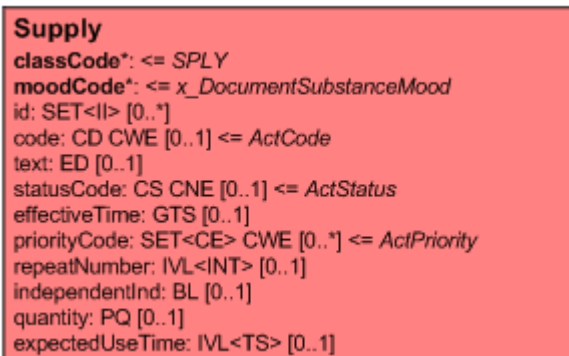 Supply
classCode*: <= SPLY
moodCode*: <= x_DocumentSubstanceMood
id: SET<II> [0..*]
code: CD CWE [0..1] <= ActCode
text: ED [0..1]
statusCode: CS CNE [0..1] <= ActStatus
effectiveTime: GTS [0..1]
priorityCode: SET<CE> CWE [0..*] <= ActPriority
repeatNumber: IVL<INT> [0..1]
independentInd: BL [0..1]
quantity: PQ [0..1]
expectedUseTime: IVL<TS> [0..1]